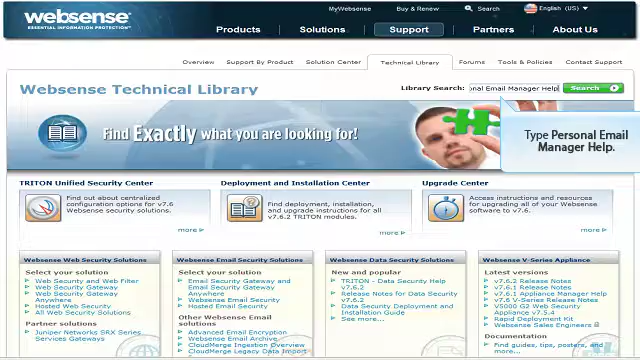 MyWebsense Buy & Renew Search English (US)
websense®
ESSENTIAL INFORMATION PROTECTION™
Products Solutions Support Partners About Us
Overview Support By Product Solution Center Technical Library Forums Tools & Policies Contact Support
Websense Technical Library
Library Search: onal Email Manager Help Search
Find Exactly what you are looking for!
Type Personal Email
Manager Help.
TRITON Unified Security Center
Find out about centralized
configuration options for v7.6
Websense security solutions.
more
Deployment and Installation Center
Find deployment, installation,
and upgrade instructions for all
v7.6.2 TRITON modules.
more
Upgrade Center
Access instructions and resources
for upgrading all of your Websense
software to v7.6.
more
Websense Web Security Solutions
Select your solution
Web Security and Web Filter
Web Security Gateway
Web Security Gateway
Anywhere
Hosted Web Security
All Web Security Solutions
Partner solutions
Juniper Networks SRX Series
Services Gateways
Websense Email Security Solutions
Select your solution
Email Security Gateway and
Email Security Gateway
Anywhere
Websense Email Security
Hosted Email Security
Other Websense Email
solutions
Advanced Email Encryption
Websense Email Archive
CloudMerge Ingestion Overview
CloudMerge Legacy Data Import
Websense Data Security Solutions
New and popular
TRITON - Data Security Help
v7.6.2
Release Notes for Data Security
v7.6.2
Data Security Deployment and
Installation Guide
See more...
Websense V-Series Appliance
Latest versions
v7.6.2 Release Notes
v7.6.1 Release Notes
v7.6.1 Appliance Manager Help
v7.6 V-Series Release Notes
V5000 G2 Websense Security
Appliance v7.5.4
Rapid Deployment Kit
Websense Sales Engineers
Documentation
Find guides, tips, posters, and
more...